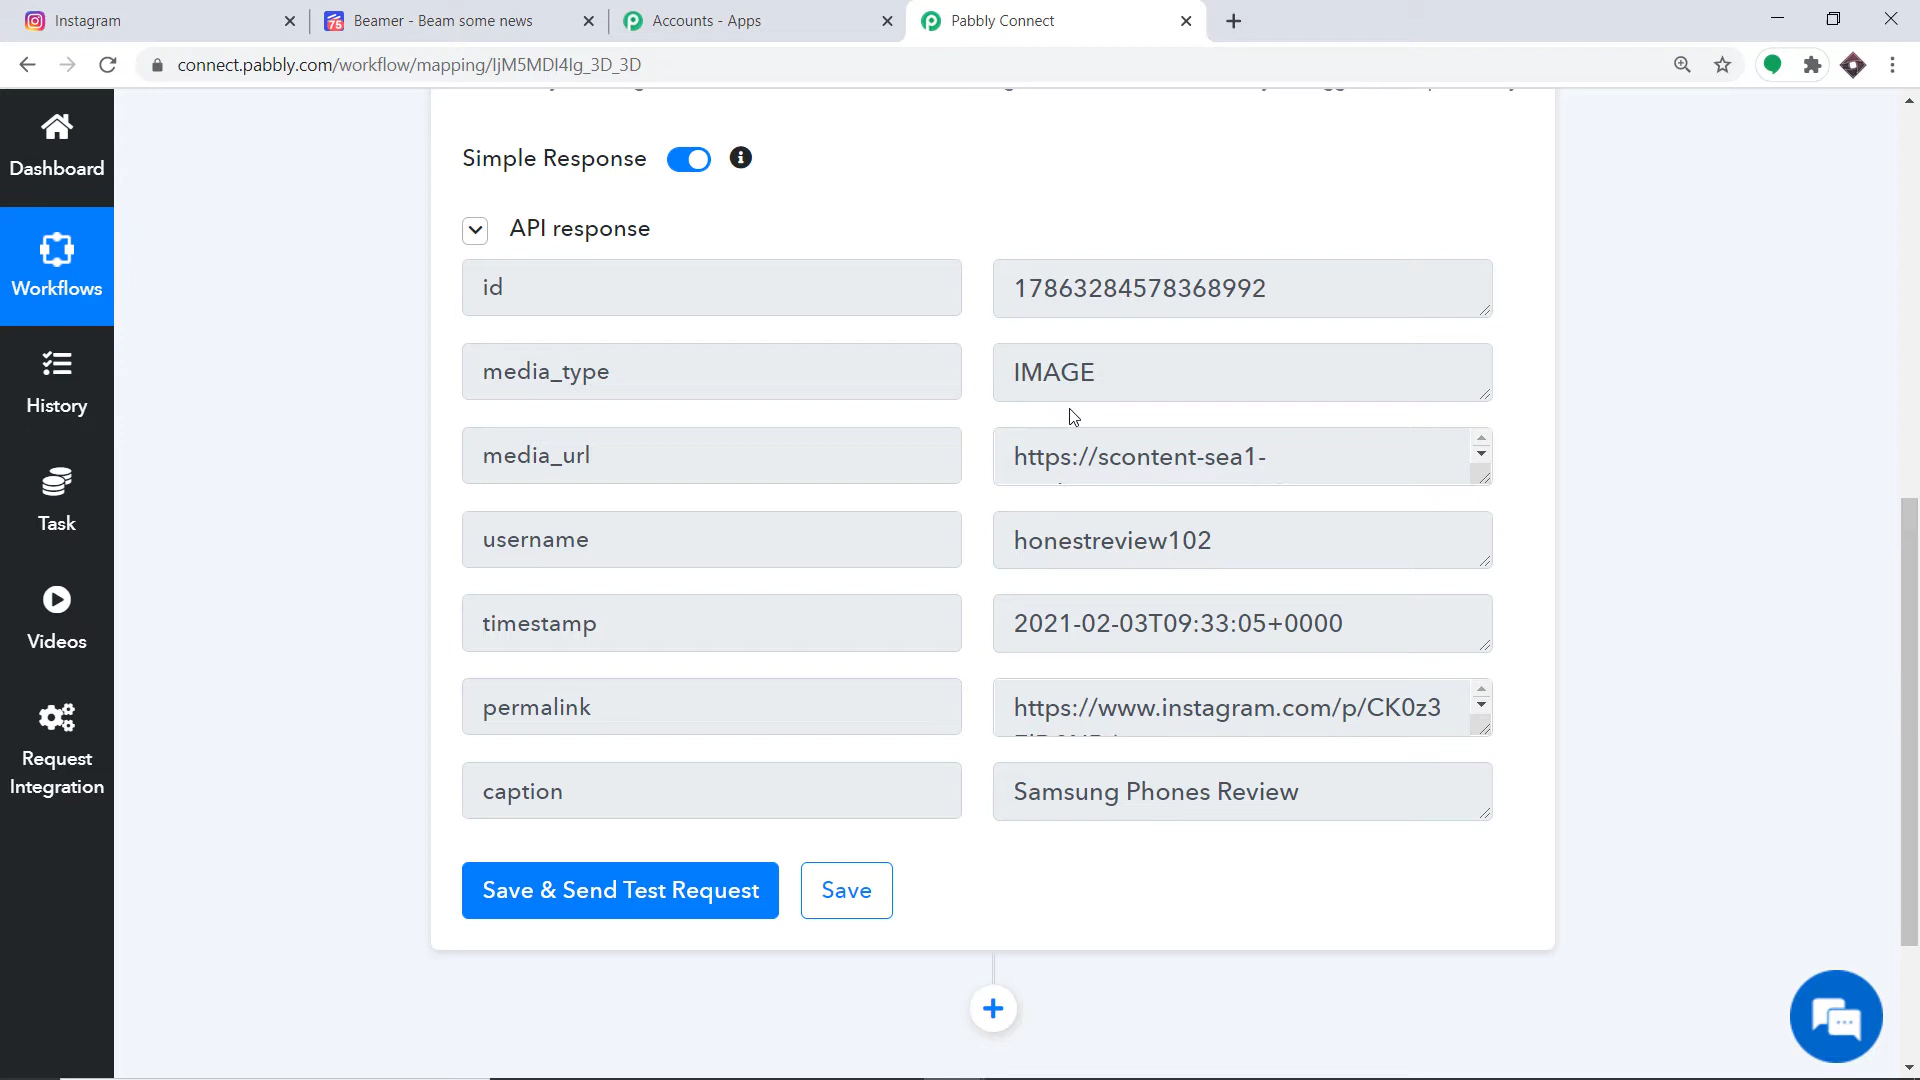 Instagram
Beamer - Beam some news
Accounts - Apps
Pabbly Connect
connect.pabbly.com/workflow/mapping/IjM5MDI4Ig_3D_3D
Dashboard
Workflows
History
Task
Videos
Request
Integration
Simple Response
API response
id
17863284578368992
media_type
IMAGE
media_url
https://scontent-sea1-
username
honestreview102
timestamp
2021-02-03T09:33:05+0000
permalink
https://www.instagram.com/p/CK0z3
caption
Samsung Phones Review
Save & Send Test Request
Save